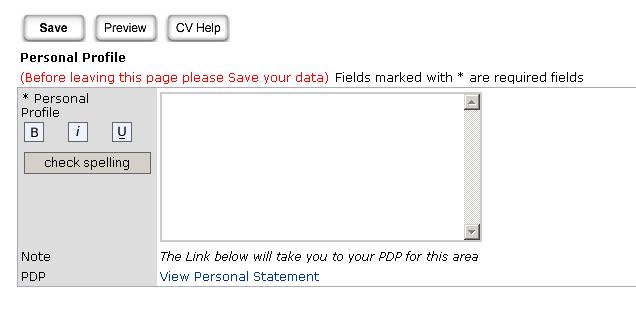 Save Preview CV Help
Personal Profile
(Before leaving this page please Save your data) Fields marked with * are required fields
* Personal
Profile
B i U
check spelling
Note The Link below will take you to your PDP for this area
PDP View Personal Statement